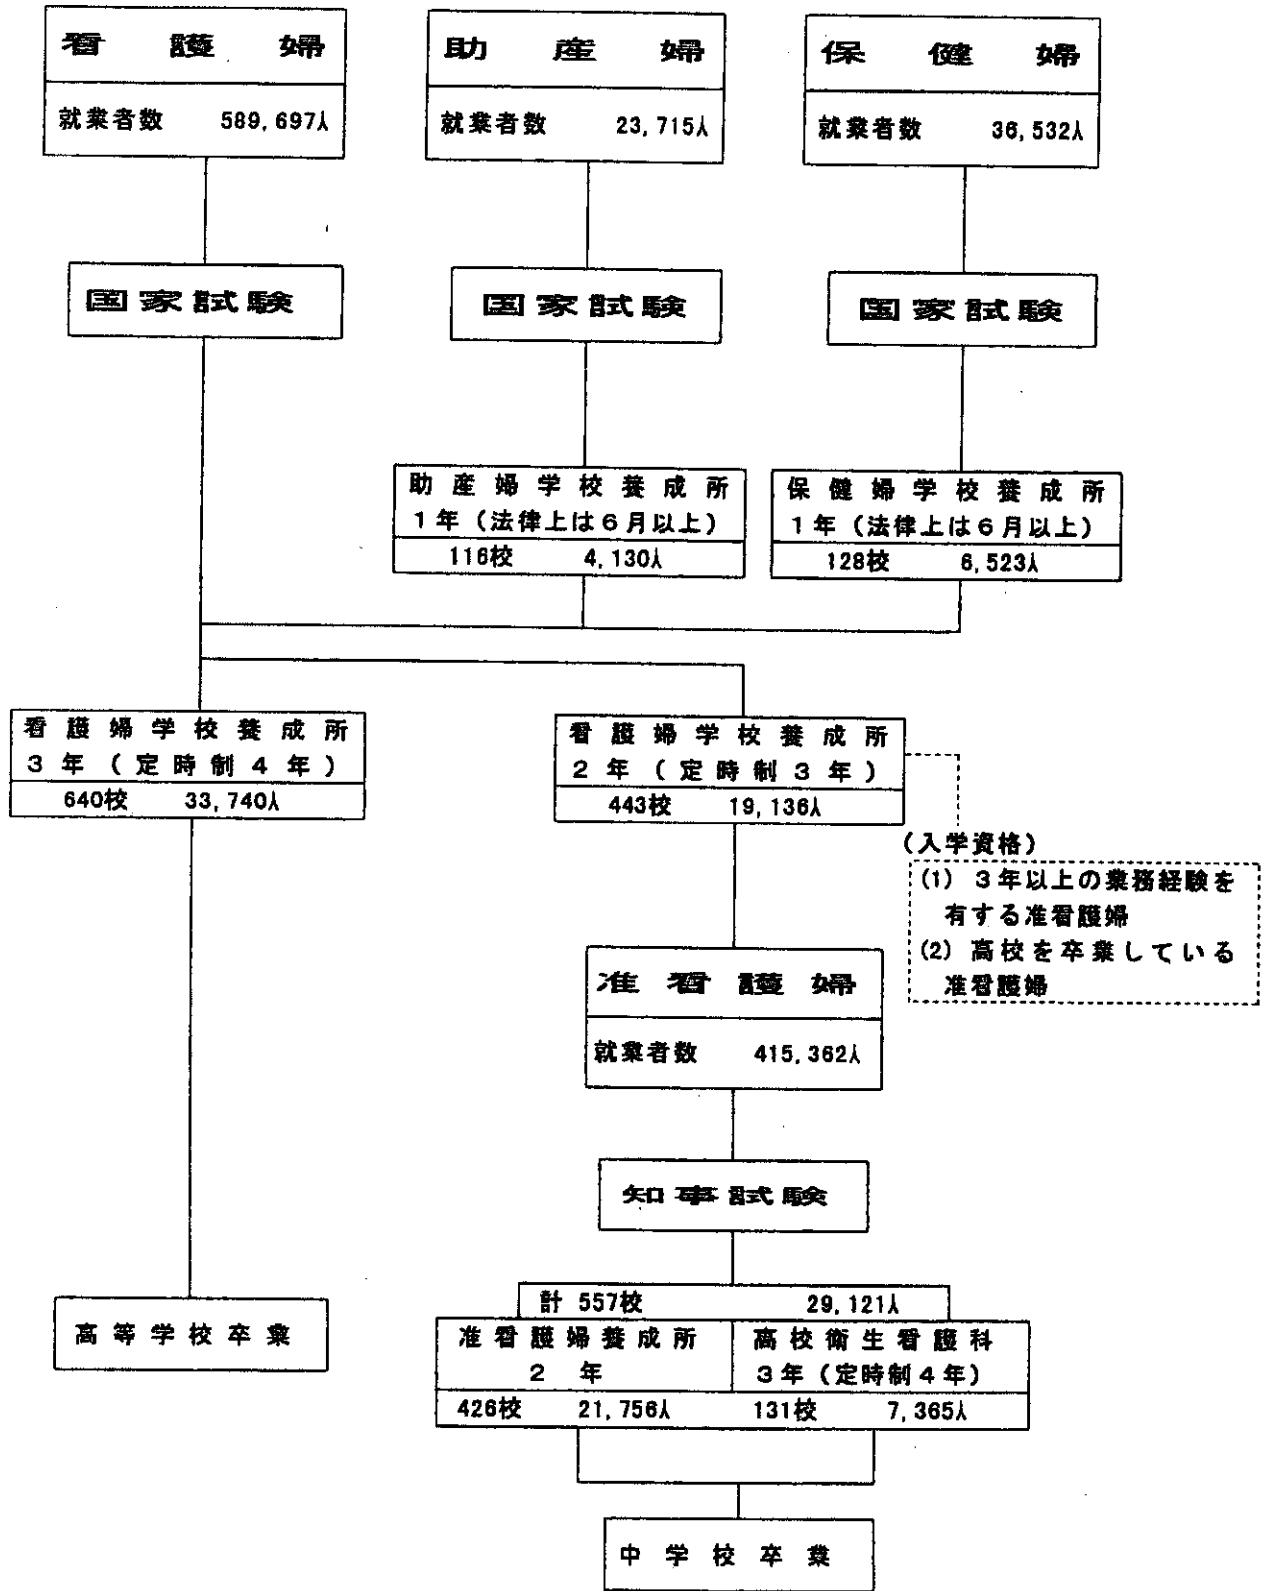 看護婦
就業者数 589,697人
助産婦
就業者数 23,715人
保健婦
就業者数 36,532人
国家試験
国家試験
国家試験
助産婦学校養成所
1年(法律上は6月以上)
116校 4,130人
保健婦学校養成所
1年(法律上は6月以上)
128校 6,523人
看護婦学校養成所
3年(定時制4年)
640校 33,740人
看護婦学校養成所
2年(定時制3年)
443校 19,136人
(入学資格)
(1) 3年以上の業務経験を
有する准看護婦
(2) 高校を卒業している
准看護婦
准看護婦
就業者数 415,362人
知事試験
計 557校 29,121人
准看護婦養成所
2年
426校 21,756人
高校衛生看護科
3年(定時制4年)
131校 7,365人
高等学校卒業
中学校卒業